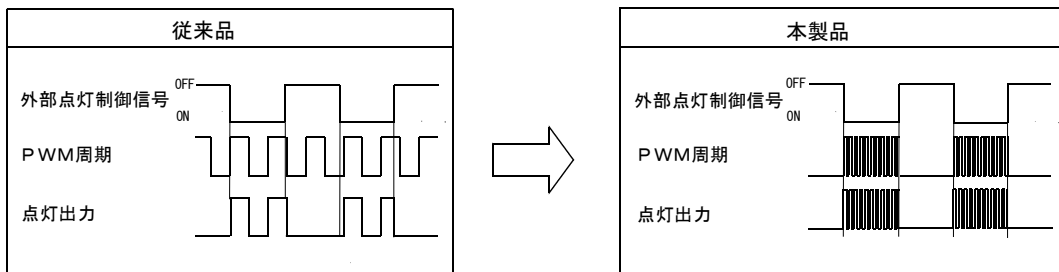 従来品
OFF
外部点灯制御信号
ON
ＰＷＭ周期
点灯出力
本製品
OFF
外部点灯制御信号
ON
ＰＷＭ周期
点灯出力